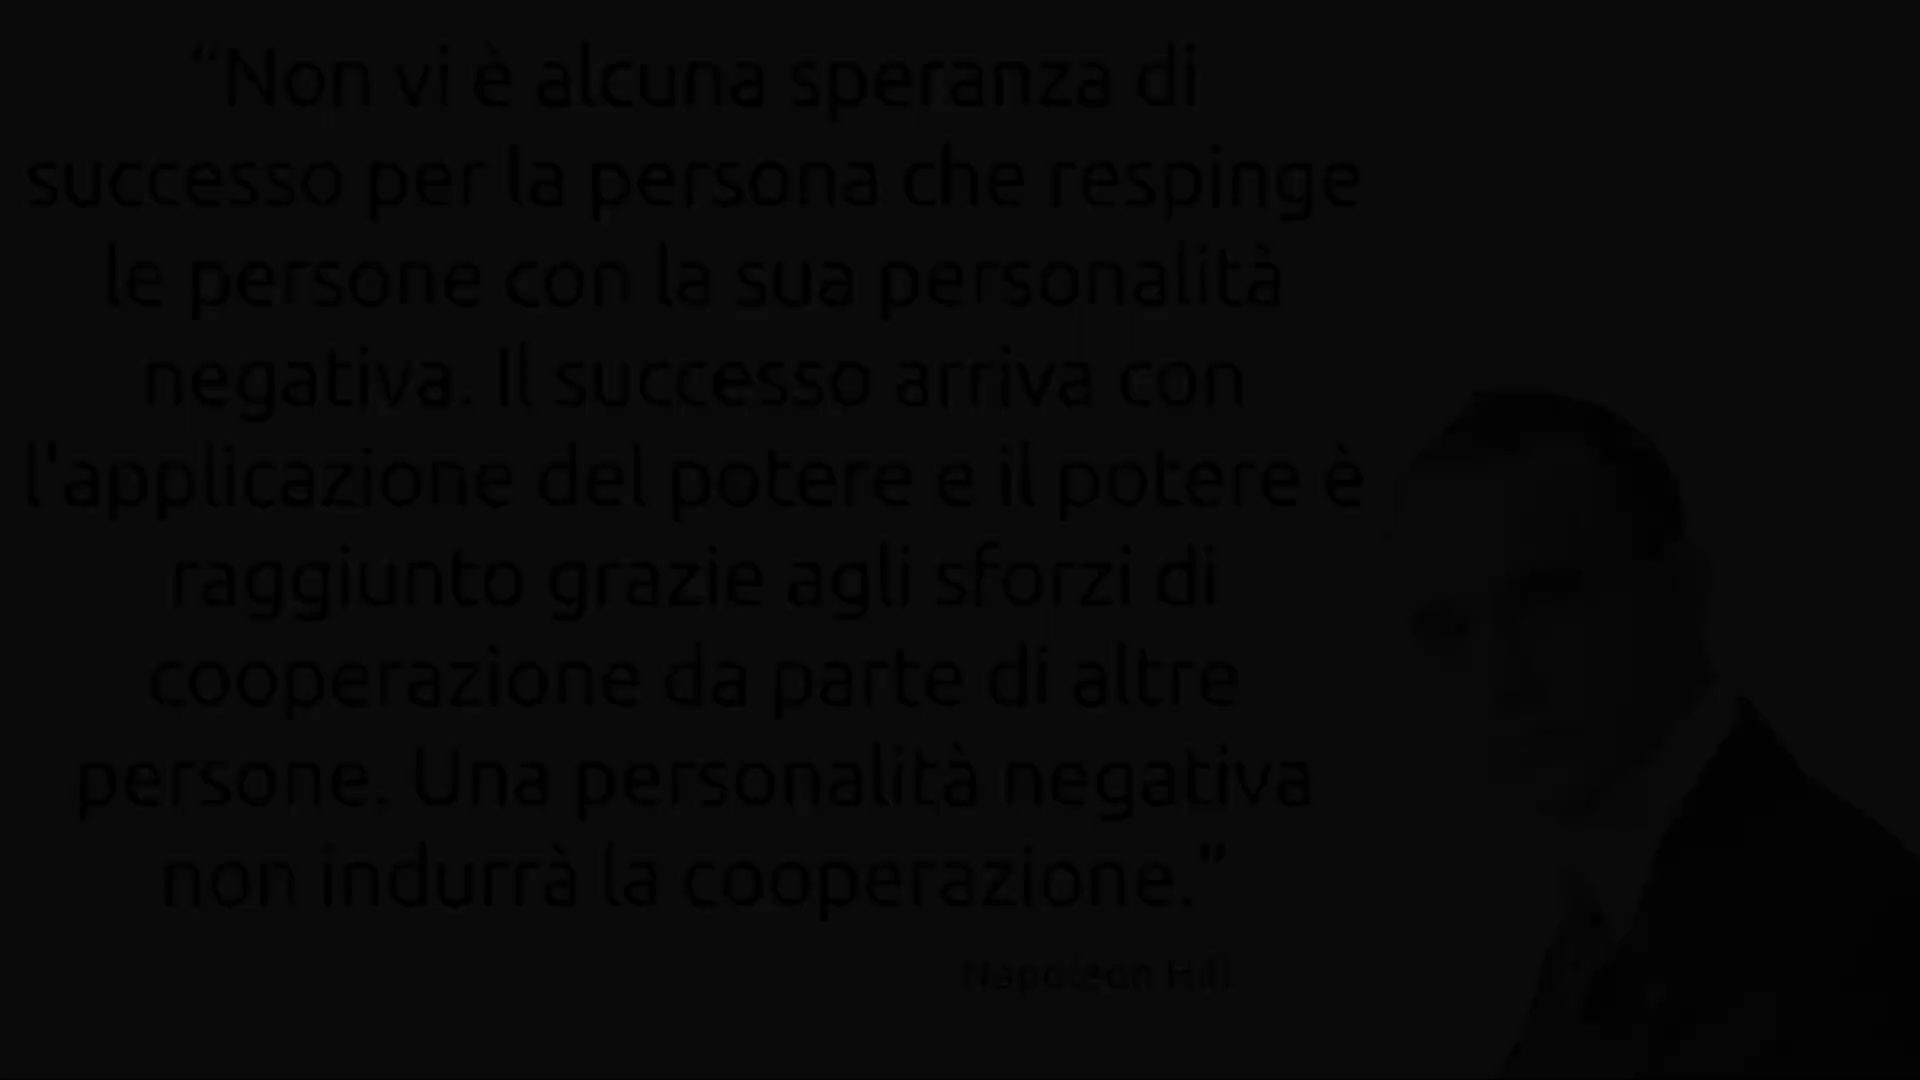 “Non vi è alcuna speranza di
successo per la persona che respinge
le persone con la sua personalità
negativa. Il successo arriva con
l'applicazione del potere e il potere è
raggiunto grazie agli sforzi di
cooperazione da parte di altre
persone. Una personalità negativa
non indurrà la cooperazione.”
Napoleon Hill